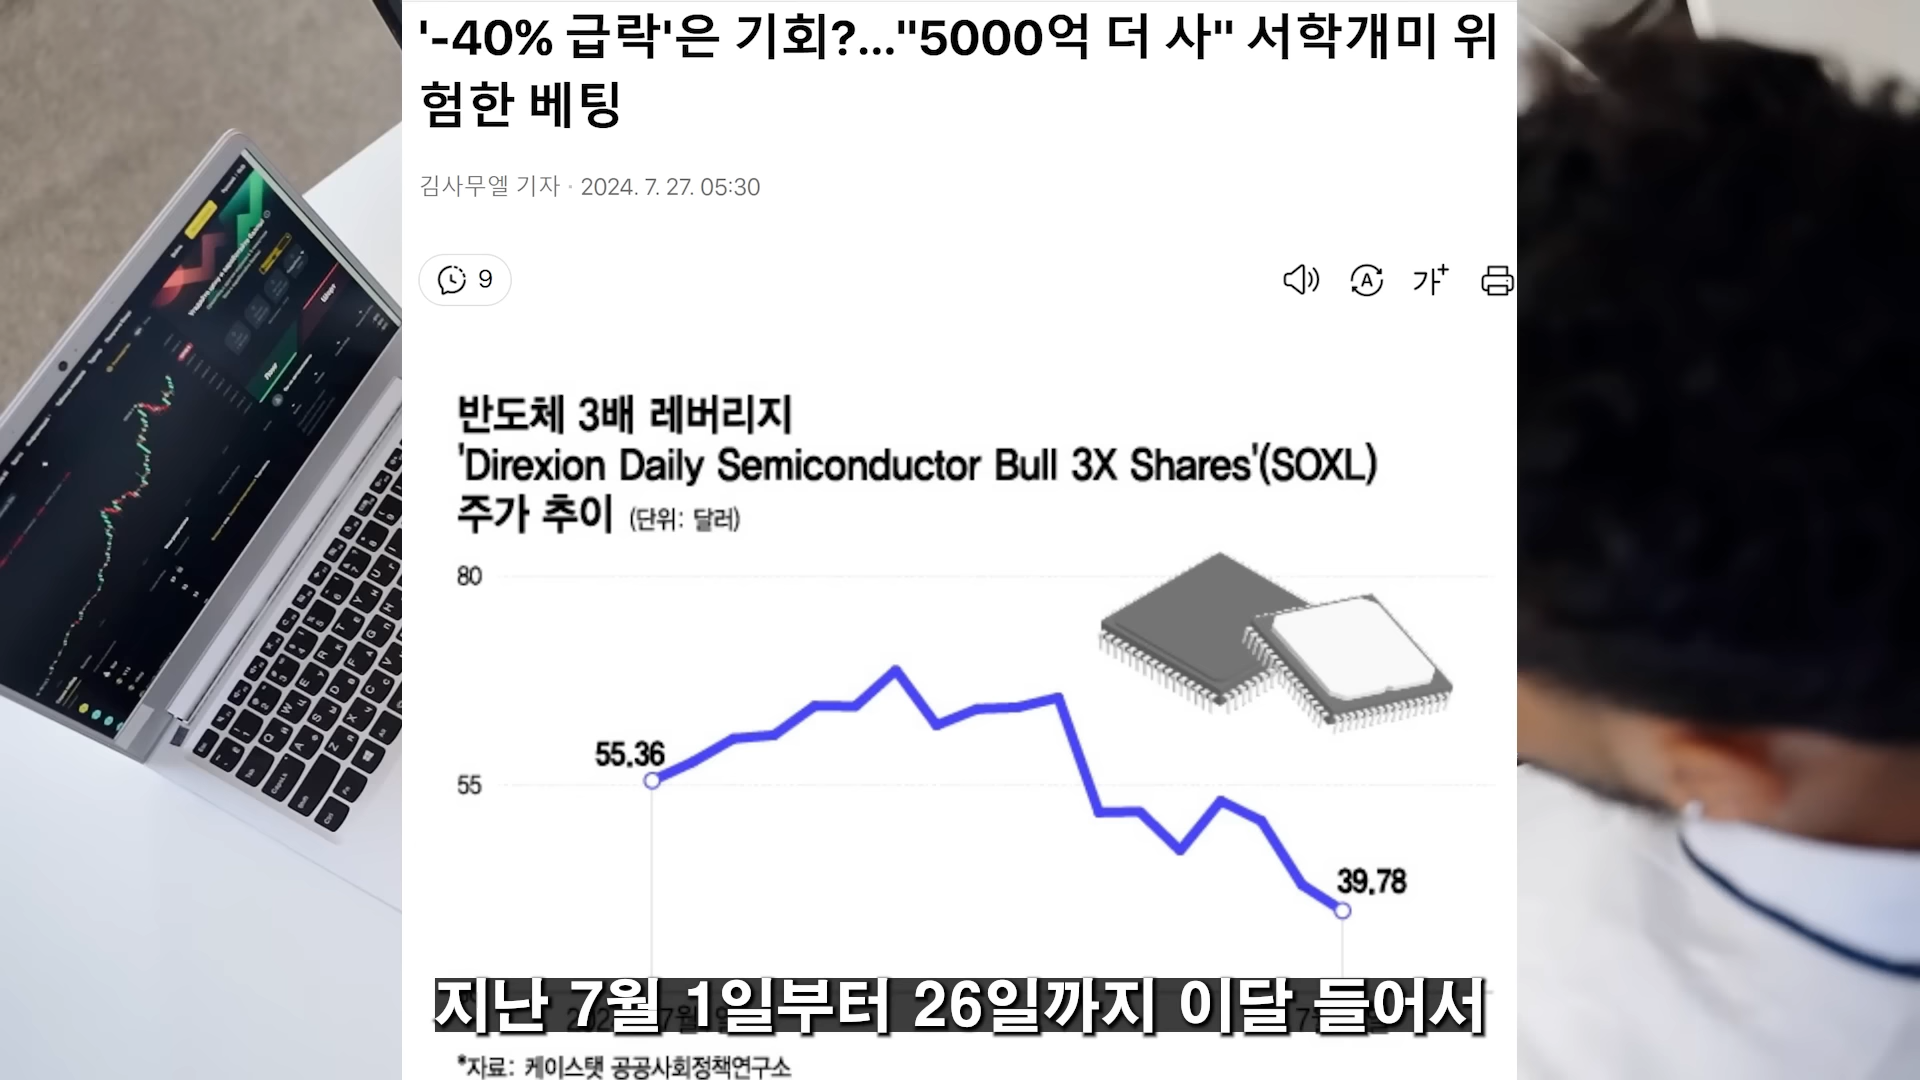 '-40% 급락'은 기회?..."5000억 더 사" 서학개미 위
험한 베팅
김사무엘 기자 · 2024. 7. 27. 05:30
9
가+
반도체 3배 레버리지
'Direxion Daily Semiconductor Bull 3X Shares'(SOXL)
주가 추이 (단위: 달러)
80
55.36
55
39.78
지난 7월 1일부터 26일까지 이달 들어서
*자료: 케이스탯 공공사회정책연구소